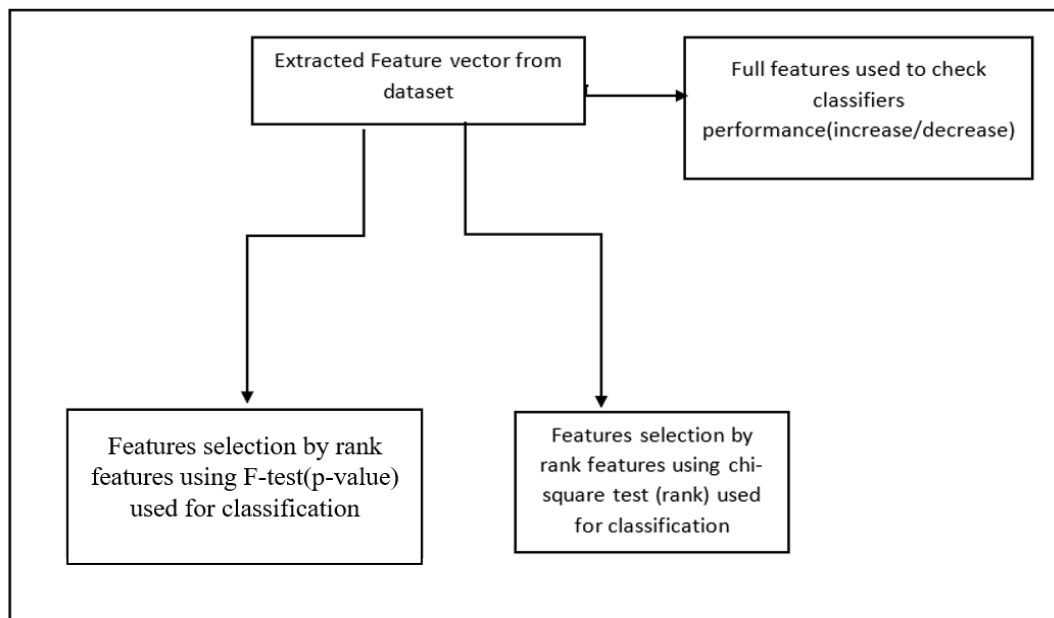 Extracted Feature vector from
dataset
Full features used to check
classifiers
performance(increase/decrease)
Features selection by rank
features using F-test(p-value)
used for classification
Features selection by
rank features using chi-
square test (rank) used
for classification